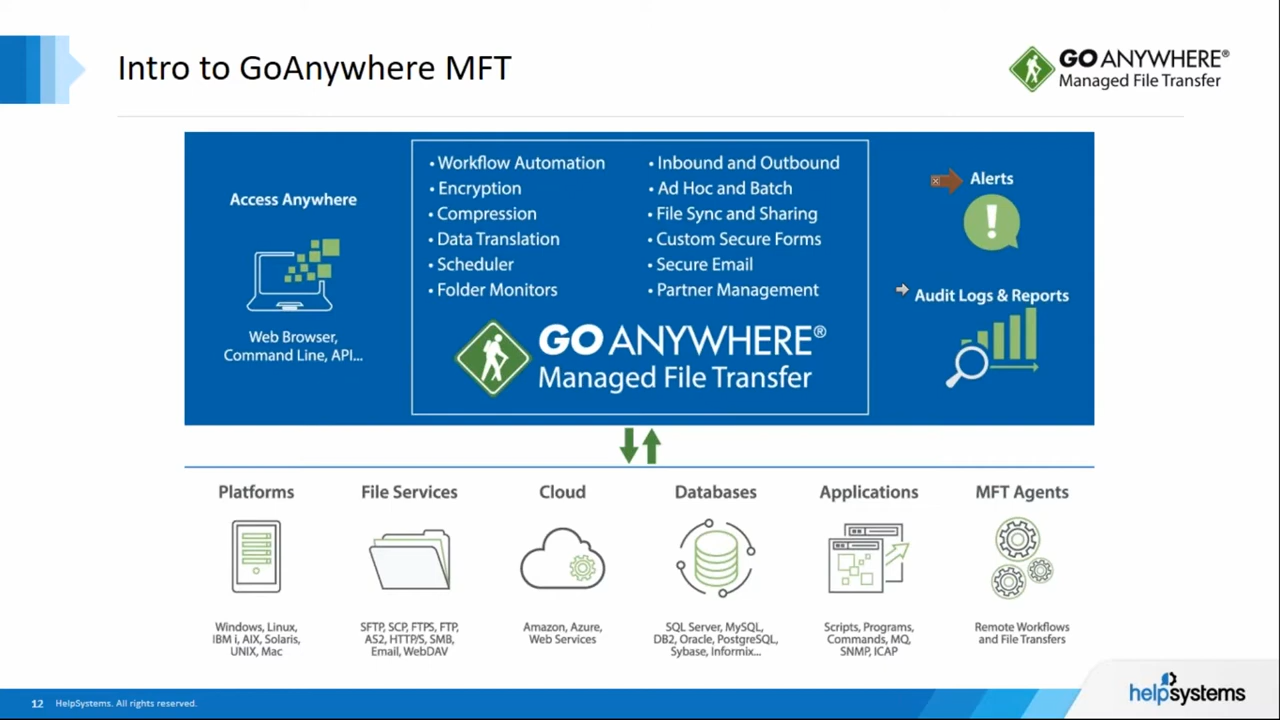 Intro to GoAnywhere MFT
GO ANYWHERE®
Managed File Transfer
Access Anywhere
Web Browser,
Command Line, API...
• Workflow Automation
• Encryption
• Compression
• Data Translation
• Scheduler
• Folder Monitors
• Inbound and Outbound
• Ad Hoc and Batch
• File Sync and Sharing
• Custom Secure Forms
• Secure Email
• Partner Management
GO ANYWHERE®
Managed File Transfer
Alerts
!
Audit Logs & Reports
Platforms
Windows, Linux,
IBM i, AIX, Solaris,
UNIX, Mac
File Services
SFTP, SCP, FTPS, FTP,
AS2, HTTP/S, SMB,
Email, WebDAV
Cloud
Amazon, Azure,
Web Services
Databases
SQL Server, MySQL,
DB2, Oracle, PostgreSQL,
Sybase, Informix...
Applications
Scripts, Programs,
Commands, MQ,
SNMP, ICAP
MFT Agents
Remote Workflows
and File Transfers
12 HelpSystems. All rights reserved.
helpsystems